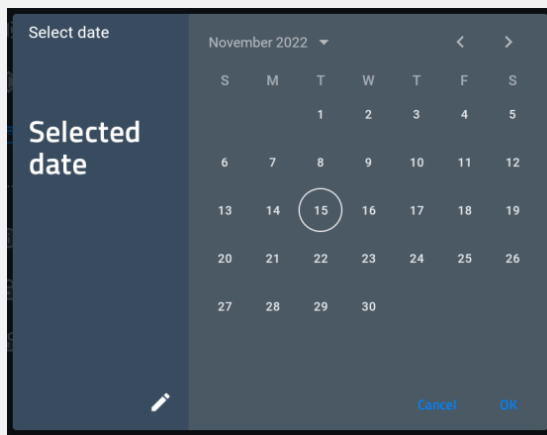 Select date
Selected
date
November 2022
S M T W T F S
1 2 3 4 5
6 7 8 9 10 11 12
13 14 15 16 17 18 19
20 21 22 23 24 25 26
27 28 29 30
Cancel OK